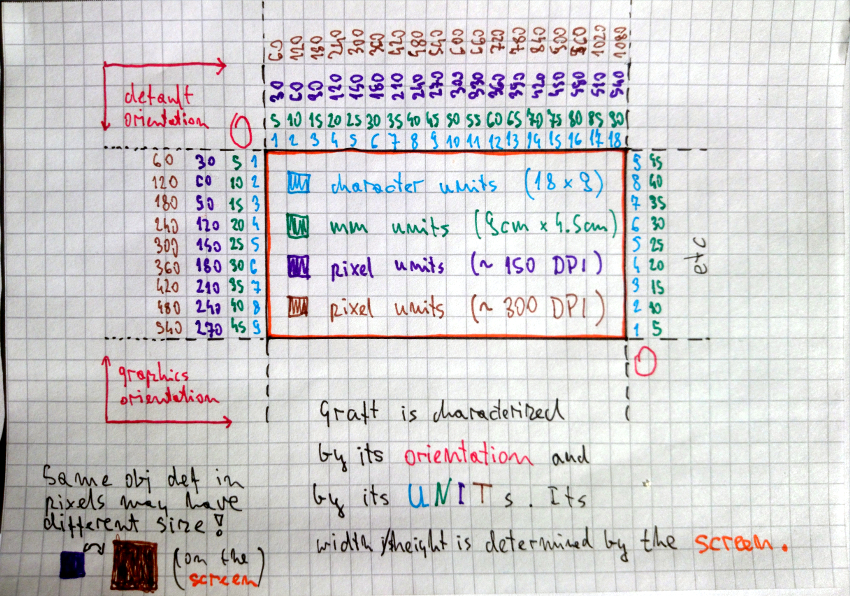 60 120 180 240 300 360 420 480 540 600 660 720 780 840 900 960 1020 1080
30 60 90 120 150 180 210 240 270 300 330 360 390 420 450 480 510 540
5 10 15 20 25 30 35 40 45 50 55 60 65 70 75 80 85 90
1 2 3 4 5 6 7 8 9 10 11 12 13 14 15 16 17 18
default
orientation
0
60 30 5 1
120 60 10 2
180 90 15 3
240 120 20 4
300 150 25 5
360 180 30 6
420 210 35 7
480 240 40 8
540 270 45 9
character units (18 x 9)
mm units (9cm x 4.5cm)
pixel units (~ 150 DPI)
pixel units (~ 300 DPI)
9 45
8 40
7 35
6 30
5 25
4 20
3 15
2 10
1 5
etc
0
graphics
orientation
Graft is characterized
by its orientation and
by its UNITs. Its
width/height is determined by the screen.
Same obj def in
pixels may have
different size!
(on the
screen)